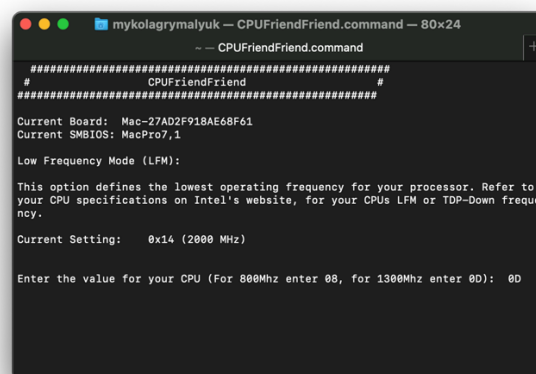 mykolagrymalyuk — CPUFriendFriend.command — 80×24
~ — CPUFriendFriend.command
#######################################################
# CPUFriendFriend #
#######################################################
Current Board: Mac-27AD2F918AE68F61
Current SMBIOS: MacPro7,1
Low Frequency Mode (LFM):
This option defines the lowest operating frequency for your processor. Refer to
your CPU specifications on Intel's website, for your CPUs LFM or TDP-Down freque
ncy.
Current Setting: 0x14 (2000 MHz)
Enter the value for your CPU (For 800Mhz enter 08, for 1300Mhz enter 0D): 0D